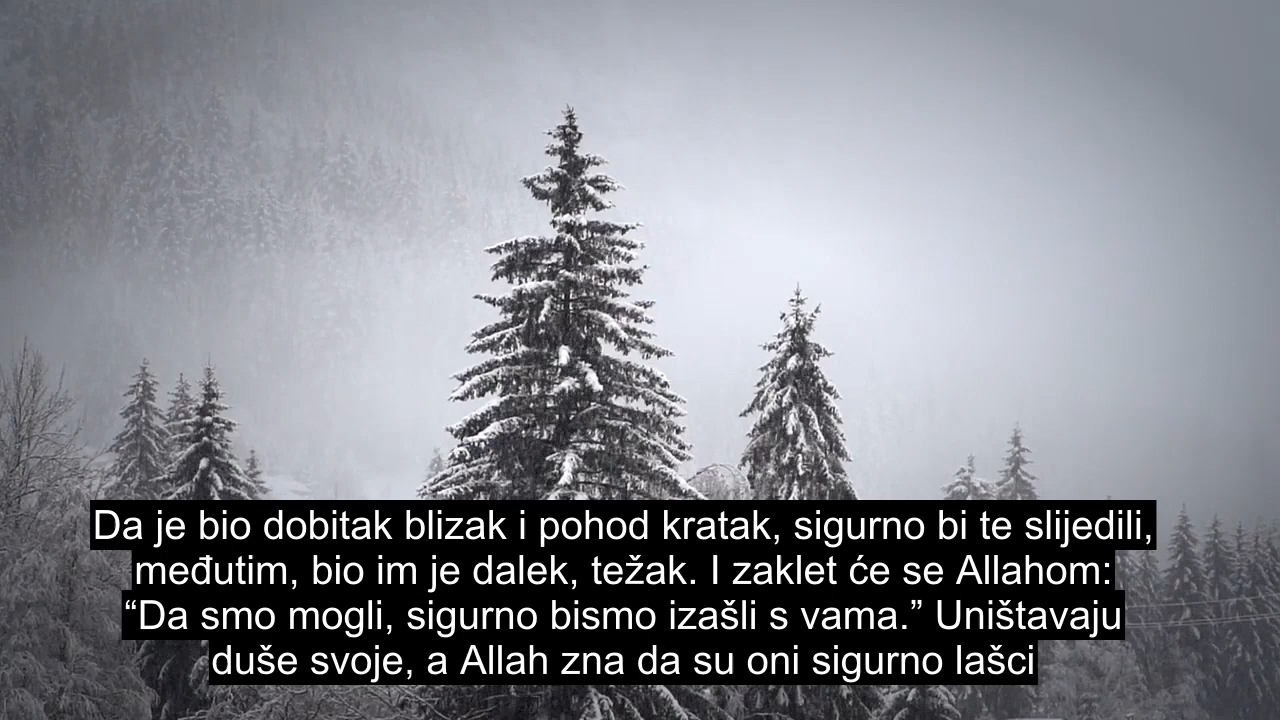 Da je bio dobitak blizak i pohod kratak, sigurno bi te slijedili,
međutim, bio im je dalek, težak. I zaklet će se Allahom:
“Da smo mogli, sigurno bismo izašli s vama.” Uništavaju
duše svoje, a Allah zna da su oni sigurno lašci